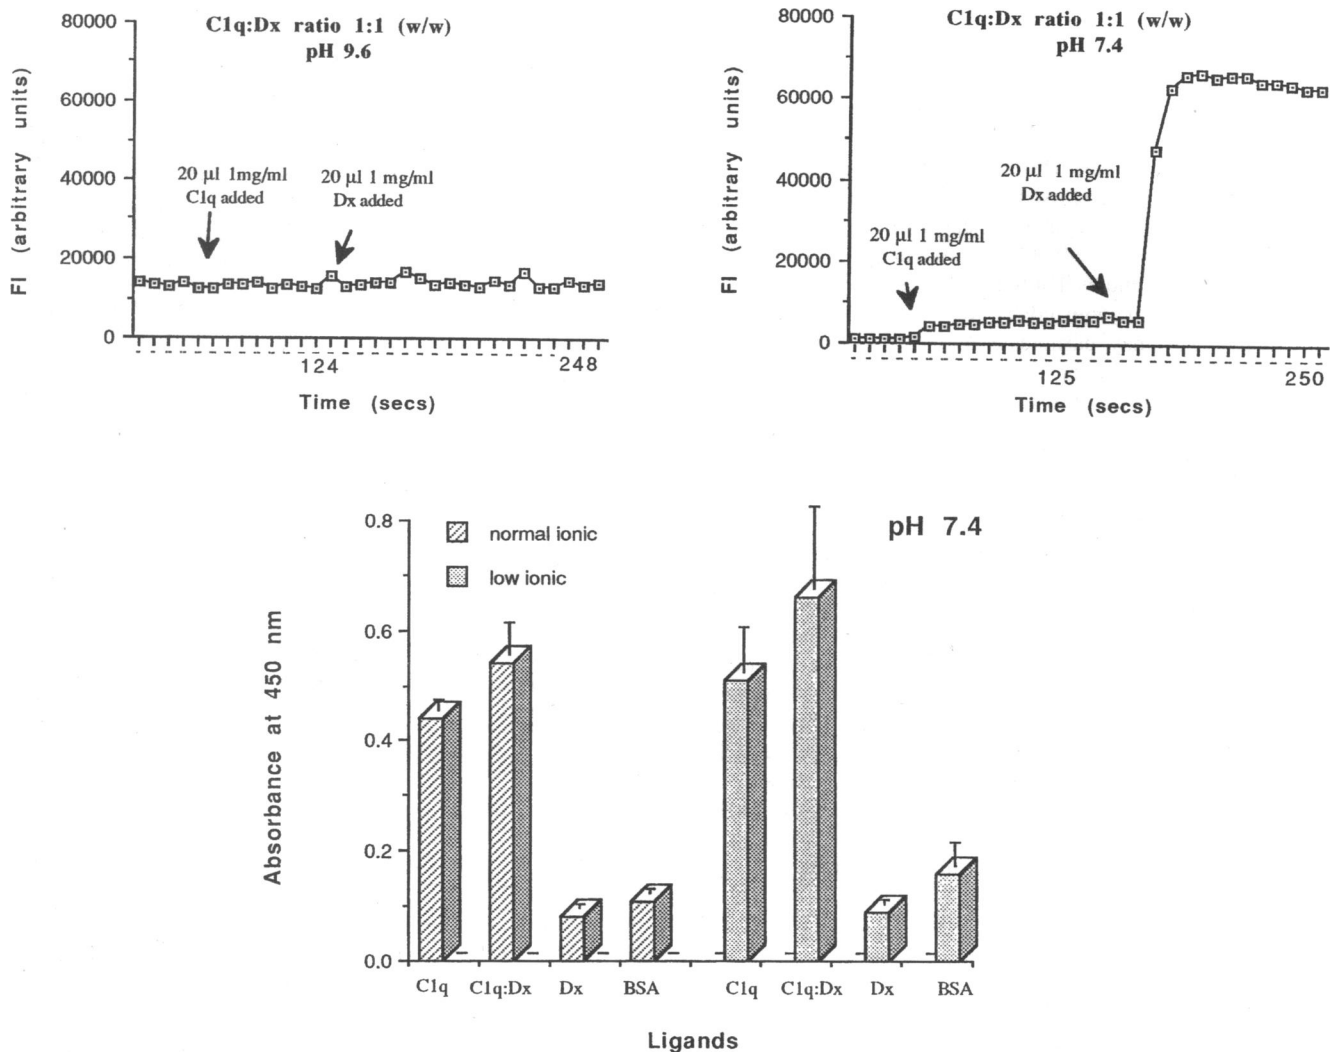 C1q:Dx ratio 1:1 (w/w)
pH 9.6
80000
60000
40000
20000
0
FI (arbitrary units)
20 µl 1mg/ml
C1q added
20 µl 1 mg/ml
Dx added
124
248
Time (secs)
C1q:Dx ratio 1:1 (w/w)
pH 7.4
80000
60000
40000
20000
0
FI (arbitrary units)
20 µl 1 mg/ml
C1q added
20 µl 1 mg/ml
Dx added
125
250
Time (secs)
pH 7.4
normal ionic
low ionic
0.8
0.6
0.4
0.2
0.0
Absorbance at 450 nm
C1q C1q:Dx Dx BSA C1q C1q:Dx Dx BSA
Ligands